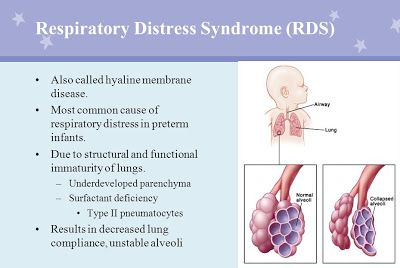 Respiratory Distress Syndrome (RDS)
• Also called hyaline membrane
disease.
• Most common cause of
respiratory distress in preterm
infants.
• Due to structural and functional
immaturity of lungs.
– Underdeveloped parenchyma
– Surfactant deficiency
• Type II pneumatocytes
• Results in decreased lung
compliance, unstable alveoli
Airway
Lung
Normal
alveoli
Collapsed
alveoli